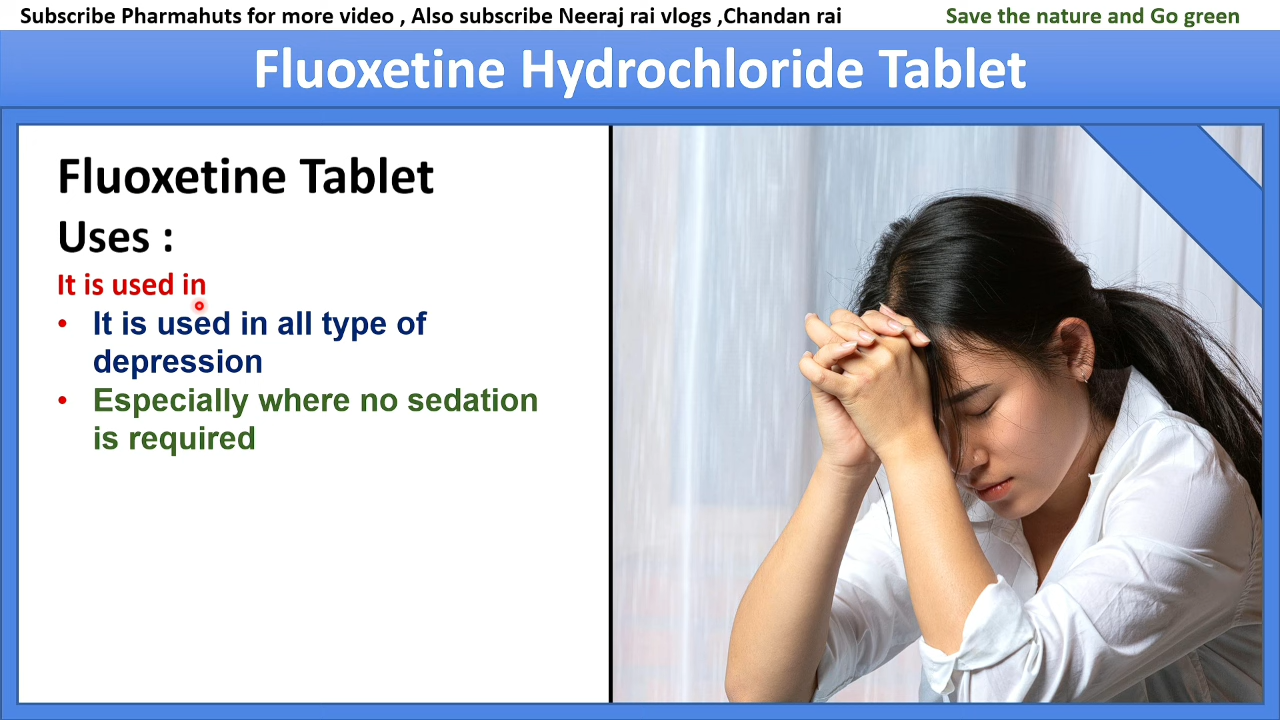 Subscribe Pharmahuts for more video , Also subscribe Neeraj rai vlogs ,Chandan rai
Save the nature and Go green
Fluoxetine Hydrochloride Tablet
Fluoxetine Tablet
Uses :
It is used in
• It is used in all type of
depression
• Especially where no sedation
is required